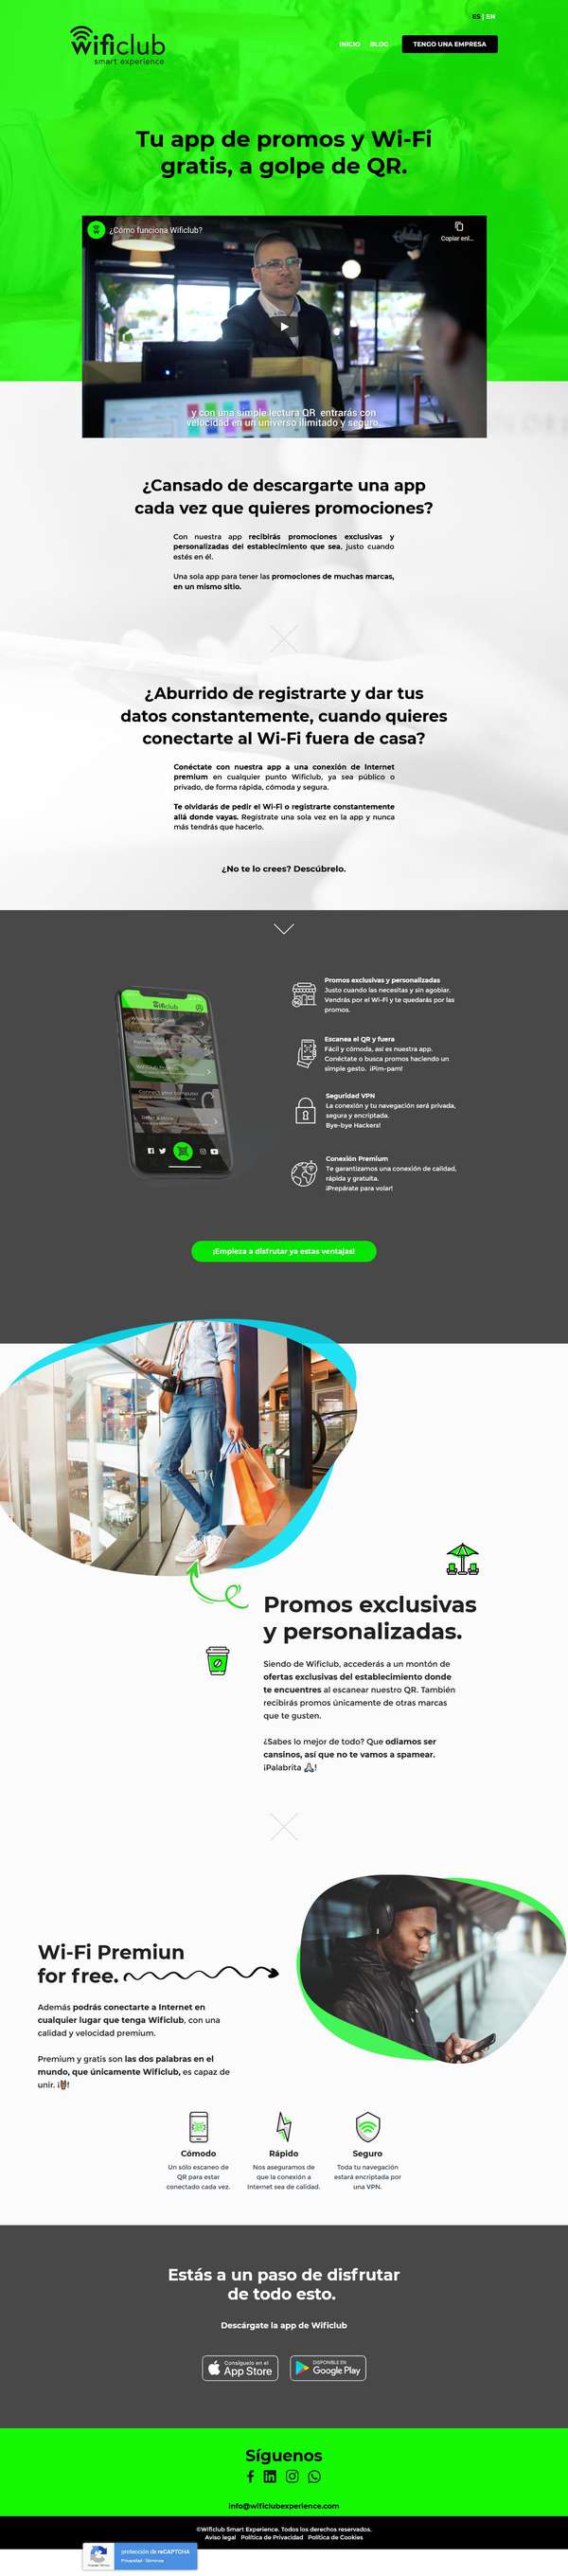 ES | EN
wificlub
smart experience
INICIO
BLOG
TENGO UNA EMPRESA
Tu app de promos y Wi-Fi
gratis, a golpe de QR.
¿Cómo funciona Wificlub?
Copiar enl...
y con una simple lectura QR entrarás con
velocidad en un universo ilimitado y seguro
¿Cansado de descargarte una app
cada vez que quieres promociones?
Con nuestra app recibirás promociones exclusivas y
personalizadas del establecimiento que sea, justo cuando
estés en él.
Una sola app para tener las promociones de muchas marcas,
en un mismo sitio.
¿Aburrido de registrarte y dar tus
datos constantemente, cuando quieres
conectarte al Wi-Fi fuera de casa?
Conéctate con nuestra app a una conexión de Internet
premium en cualquier punto Wificlub, ya sea público o
privado, de forma rápida, cómoda y segura.
Te olvidarás de pedir el Wi-Fi o registrarte constantemente
allá donde vayas. Regístrate una sola vez en la app y nunca
más tendrás que hacerlo.
¿No te lo crees? Descúbrelo.
wificlub
Promos exclusivas y personalizadas
Justo cuando las necesitas y sin agobiar.
Vendrás por el Wi-Fi y te quedarás por las
promos.
Escanea el QR y fuera
Fácil y cómoda, así es nuestra app.
Conéctate o busca promos haciendo un
simple gesto. ¡Pim-pam!
Seguridad VPN
La conexión y tu navegación será privada,
segura y encriptada.
Bye-bye Hackers!
Conexión Premium
Te garantizamos una conexión de calidad,
rápida y gratuita.
¡Prepárate para volar!
¡Empieza a disfrutar ya estas ventajas!
Promos exclusivas
y personalizadas.
Siendo de Wificlub, accederás a un montón de
ofertas exclusivas del establecimiento donde
te encuentres al escanear nuestro QR. También
recibirás promos únicamente de otras marcas
que te gusten.
¿Sabes lo mejor de todo? Que odiamos ser
cansinos, así que no te vamos a spamear.
¡Palabrita 🙏!
Wi-Fi Premiun
for free.
Además podrás conectarte a Internet en
cualquier lugar que tenga Wificlub, con una
calidad y velocidad premium.
Premium y gratis son las dos palabras en el
mundo, que únicamente Wificlub, es capaz de
unir. ¡🤘!
Cómodo
Un sólo escaneo de
QR para estar
conectado cada vez.
Rápido
Nos aseguramos de
que la conexión a
Internet sea de calidad.
Seguro
Toda tu navegación
estará encriptada por
una VPN.
Estás a un paso de disfrutar
de todo esto.
Descárgate la app de Wificlub
Consíguelo en el
App Store
DISPONIBLE EN
Google Play
Síguenos
info@wificlubexperience.com
©Wificlub Smart Experience. Todos los derechos reservados.
Aviso legal Política de Privacidad Política de Cookies
protección de reCAPTCHA
Privacidad - Términos